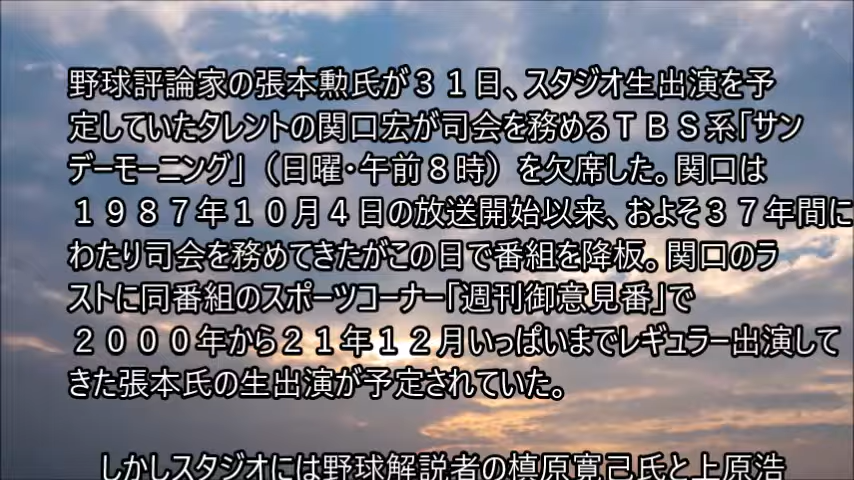 野球評論家の張本勲氏が３１日、スタジオ生出演を予
定していたタレントの関口宏が司会を務めるＴＢＳ系「サン
デーモーニング」（日曜・午前８時）を欠席した。関口は
１９８７年１０月４日の放送開始以来、およそ３７年間に
わたり司会を務めてきたがこの日で番組を降板。関口のラ
ストに同番組のスポーツコーナー「週刊御意見番」で
２０００年から２１年１２月いっぱいまでレギュラー出演して
きた張本氏の生出演が予定されていた。
しかしスタジオには野球解説者の槙原寛己氏と上原浩